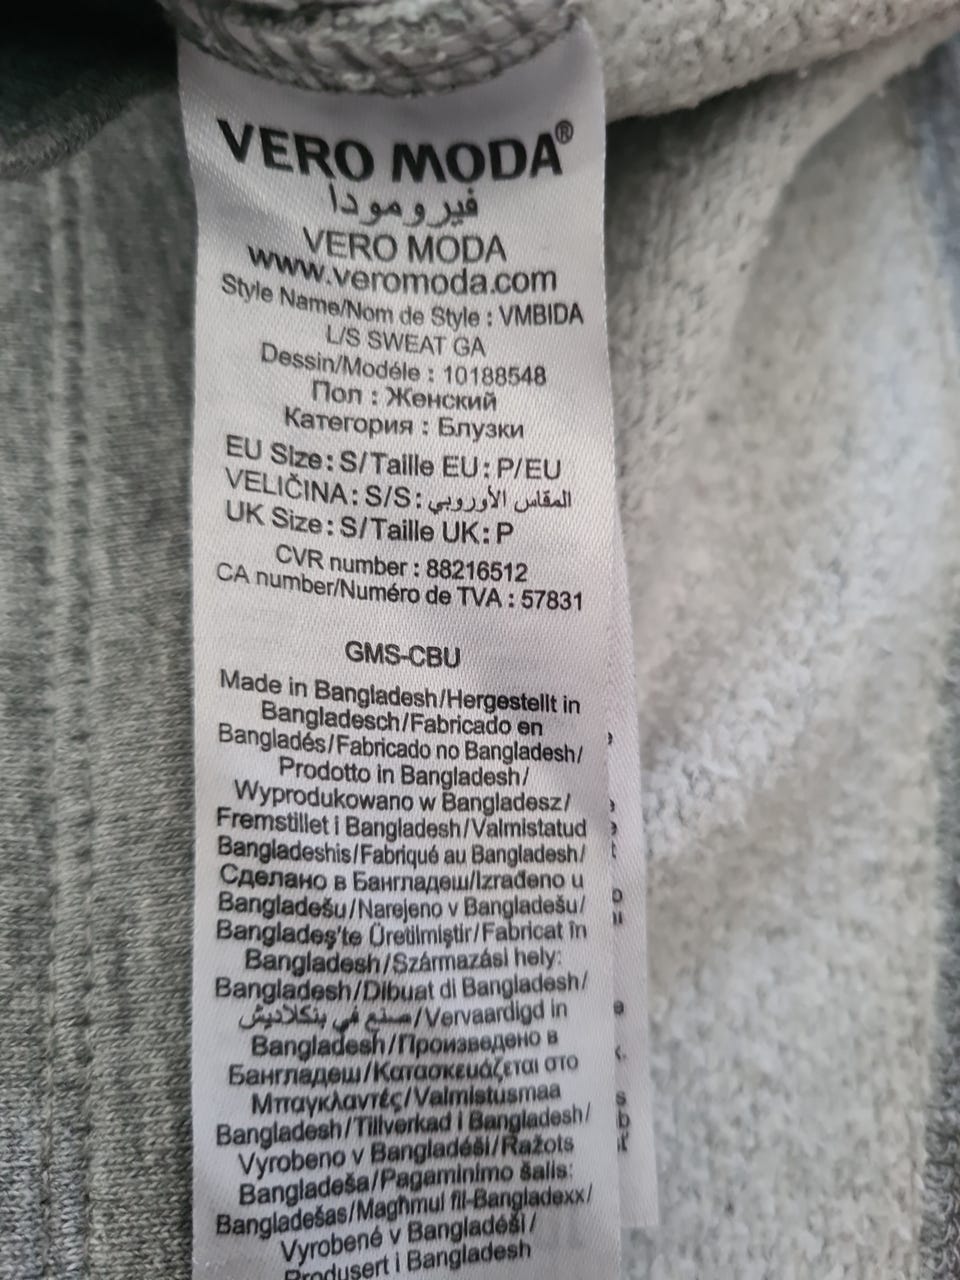 VERO MODA®
فيرومودا
VERO MODA
www.veromoda.com
Style Name/Nom de Style : VMBIDA
L/S SWEAT GA
Dessin/Modéle : 10188548
Пол : Женский
Категория : Блузки
EU Size: S/Taille EU: P/EU
VELIČINA: S/S: المقاس الأوروبي
UK Size: S/Taille UK: P
CVR number : 88216512
CA number/Numéro de TVA : 57831
GMS-CBU
Made in Bangladesh/Hergestellt in
Bangladesch/Fabricado en
Bangladés/Fabricado no Bangladesh/
Prodotto in Bangladesh/
Wyprodukowano w Bangladesz/
Fremstillet i Bangladesh/Valmistatud
Bangladeshis/Fabriqué au Bangladesh/
Сделано в Бангладеш/Izrađeno u
Bangladešu/Narejeno v Bangladešu/
Bangladeş'te Üretilmiştir/Fabricat în
Bangladesh/Származási hely:
Bangladesh/Dibuat di Bangladesh/
صنع في بنكلاديش/Vervaardigd in
Bangladesh/Произведено в
Бангладеш/Κατασκευάζεται στο
Μπαγκλαντές/Valmistusmaa
Bangladesh/Tillverkad i Bangladesh/
Vyrobeno v Bangladéši/Ražots
Bangladeša/Pagaminimo šalis:
Bangladešas/Magħmul fil-Bangladexx/
Vyrobené v Bangladéši/
Produsert i Bangladesh